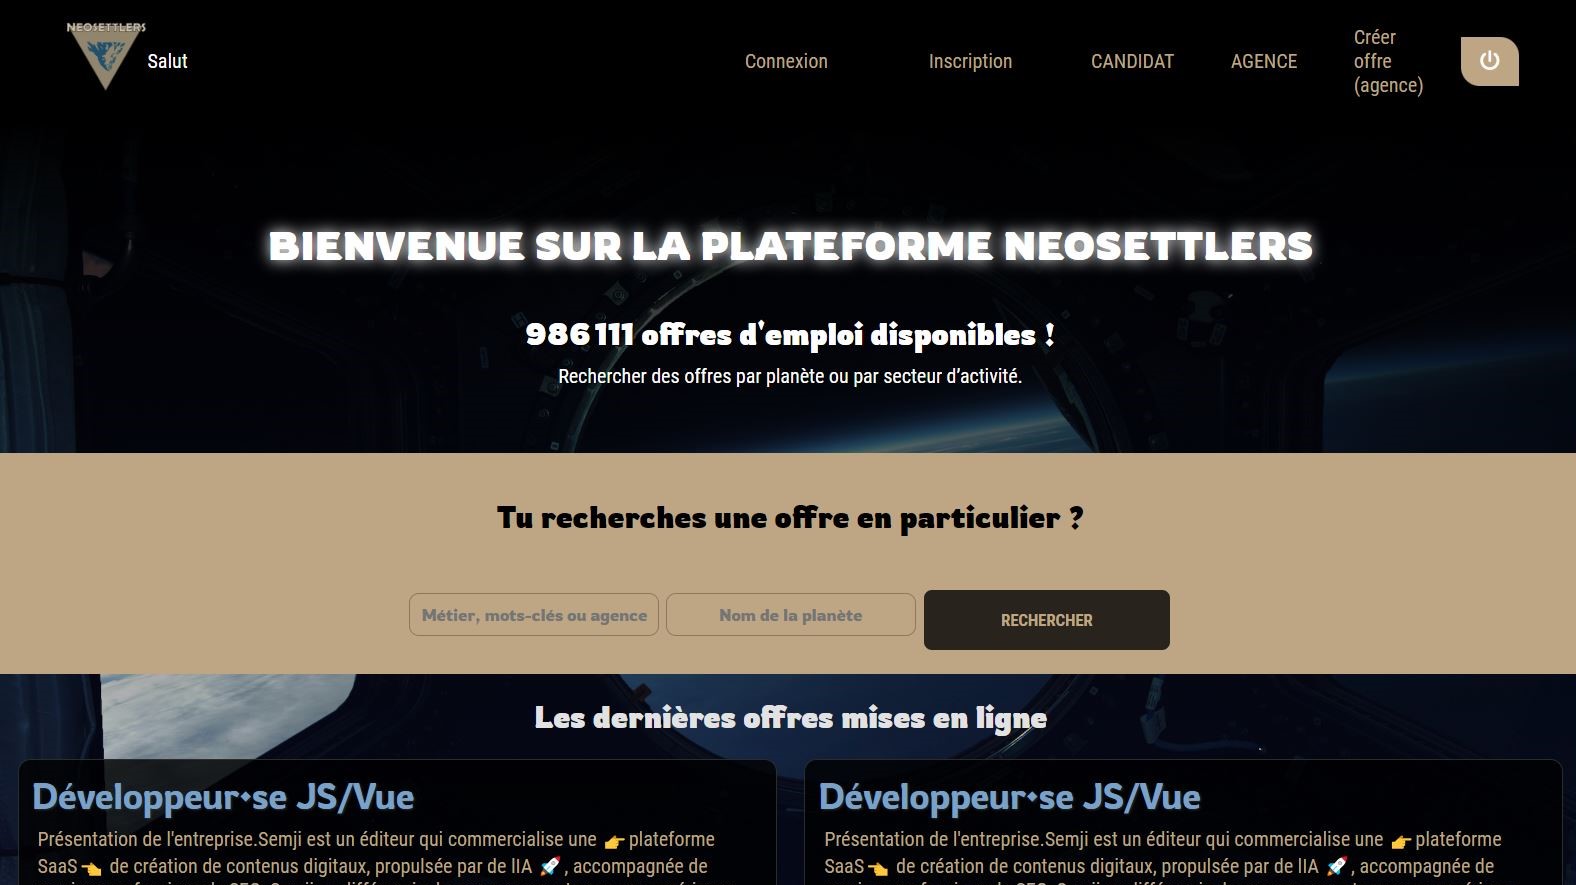 NEOSETTLERS
Salut
Connexion
Inscription
CANDIDAT
AGENCE
Créer
offre
(agence)
BIENVENUE SUR LA PLATEFORME NEOSETTLERS
986 111 offres d'emploi disponibles !
Rechercher des offres par planète ou par secteur d’activité.
Tu recherches une offre en particulier ?
Métier, mots-clés ou agence
Nom de la planète
RECHERCHER
Les dernières offres mises en ligne
Développeur·se JS/Vue
Présentation de l'entreprise.Semji est un éditeur qui commercialise une 👉 plateforme
SaaS 👈 de création de contenus digitaux, propulsée par de lIA 🚀 , accompagnée de
Développeur·se JS/Vue
Présentation de l'entreprise.Semji est un éditeur qui commercialise une 👉 plateforme
SaaS 👈 de création de contenus digitaux, propulsée par de lIA 🚀 , accompagnée de